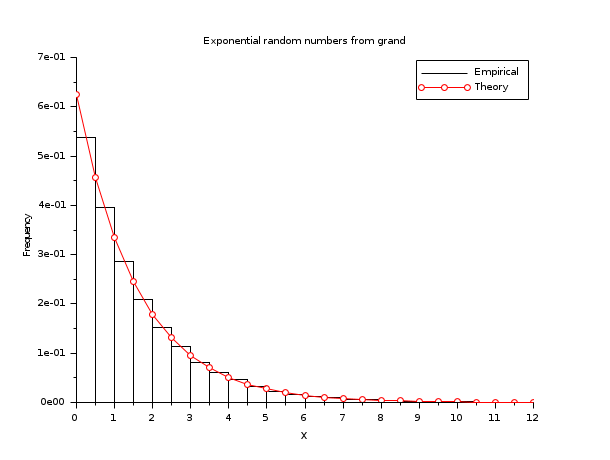 Exponential random numbers from grand
7e-01
6e-01
5e-01
4e-01
3e-01
2e-01
1e-01
0e00
Frequency
Empirical
Theory
0 1 2 3 4 5 6 7 8 9 10 11 12
X